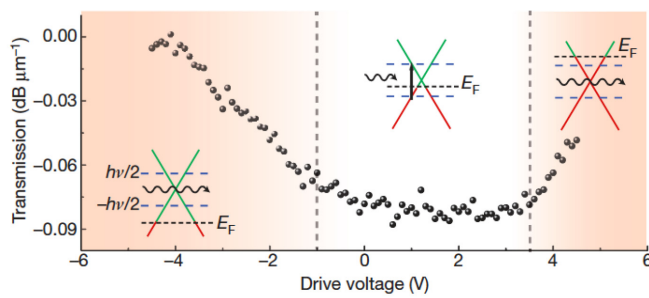 0.00
−0.03
−0.06
−0.09
Transmission (dB μm⁻¹)
hν/2
−hν/2
E_F
E_F
E_F
−6
−4
−2
0
2
4
6
Drive voltage (V)